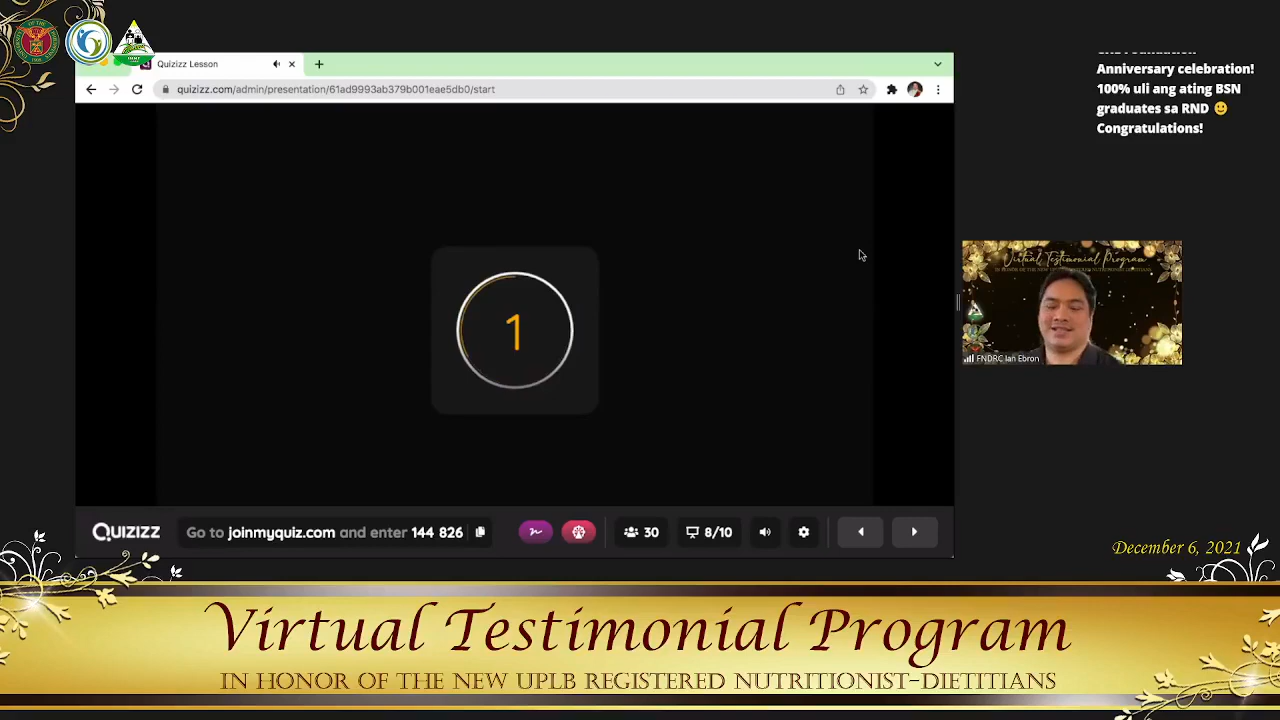 Quizizz Lesson
quizizz.com/admin/presentation/61ad9993ab379b001eae5db0/start
Anniversary celebration!
100% uli ang ating BSN
graduates sa RND 🙂
Congratulations!
1
Virtual Testimonial Program
FNDRC Ian Ebron
QUIZIZZ
Go to joinmyquiz.com and enter 144 826
30
8/10
December 6, 2021
Virtual Testimonial Program
IN HONOR OF THE NEW UPLB REGISTERED NUTRITIONIST-DIETITIANS